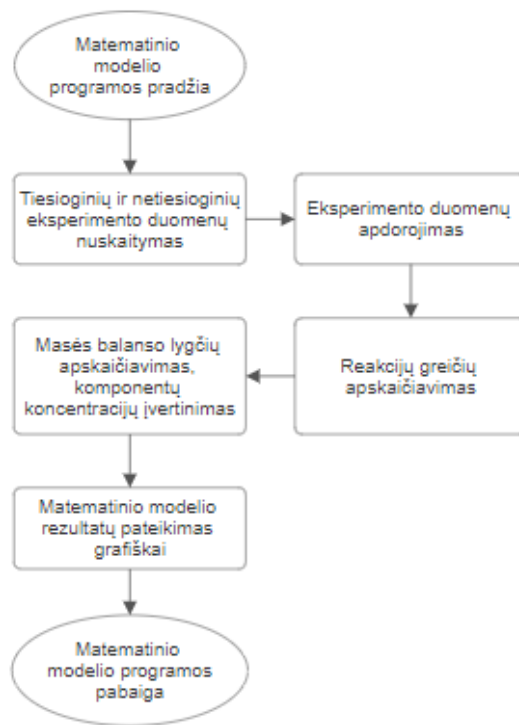 Matematinio
modelio
programos pradžia
Tiesioginių ir netiesioginių
eksperimento duomenų
nuskaitymas
Eksperimento duomenų
apdorojimas
Reakcijų greičių
apskaičiavimas
Masės balanso lygčių
apskaičiavimas,
komponentų
koncentracijų įvertinimas
Matematinio modelio
rezultatų pateikimas
grafiškai
Matematinio
modelio programos
pabaiga